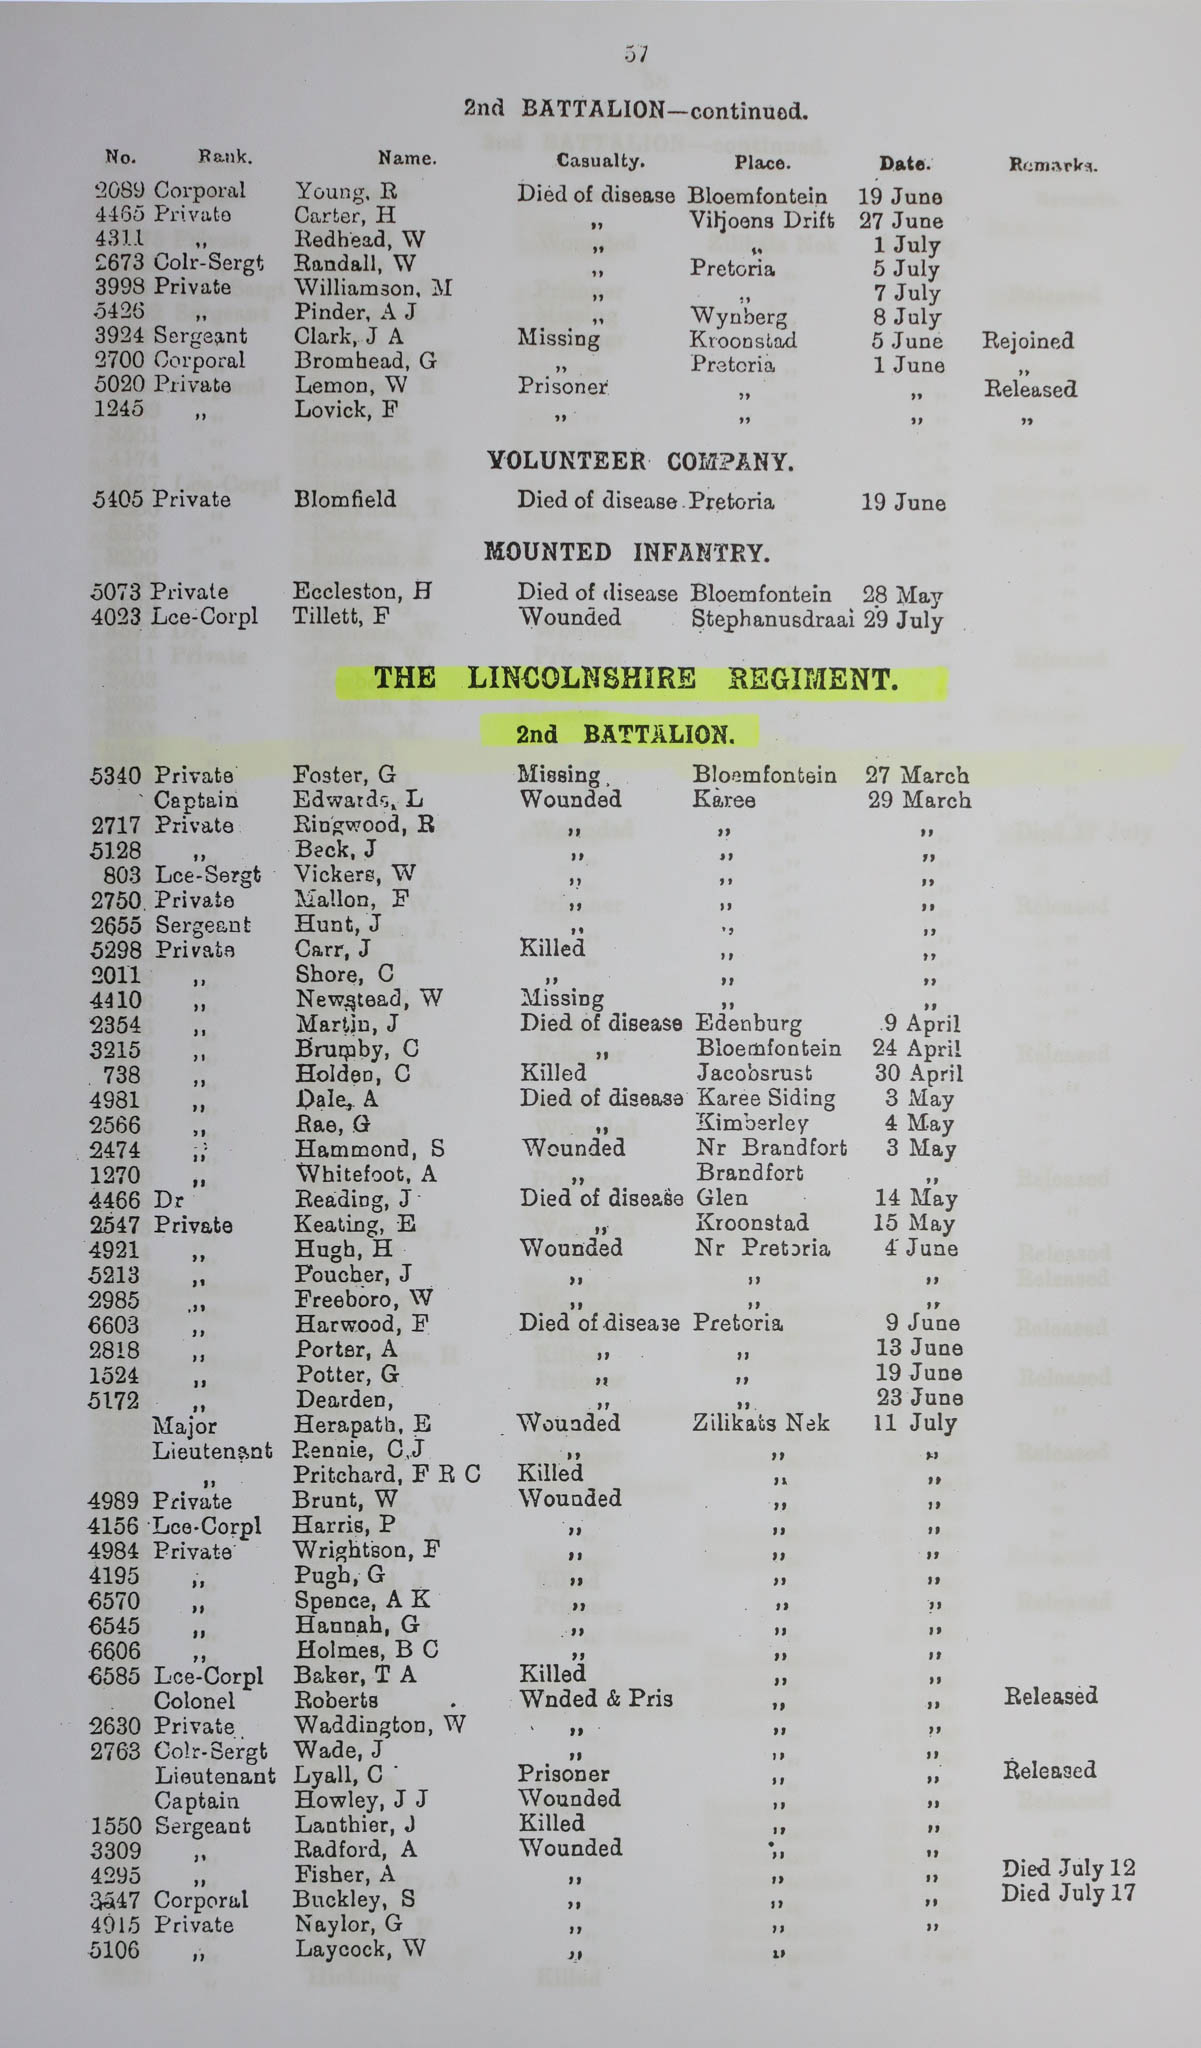 57
2nd BATTALION—continued.
No. Rank. Name. Casualty. Place. Date. Remarks.
2089 Corporal Young, R Died of disease Bloemfontein 19 June
4465 Private Carter, H „ Viljoens Drift 27 June
4311 „ Redhead, W „ „ 1 July
2673 Colr-Sergt Randall, W „ Pretoria 5 July
3998 Private Williamson, M „ „ 7 July
5426 „ Pinder, A J „ Wynberg 8 July
3924 Sergeant Clark, J A Missing Kroonstad 5 June Rejoined
2700 Corporal Bromhead, G „ Pretoria 1 June „
5020 Private Lemon, W Prisoner „ „ Released
1245 „ Lovick, F „ „ „ „
VOLUNTEER COMPANY.
5405 Private Blomfield Died of disease Pretoria 19 June
MOUNTED INFANTRY.
5073 Private Eccleston, H Died of disease Bloemfontein 28 May
4023 Lce-Corpl Tillett, F Wounded Stephanusdraai 29 July
THE LINCOLNSHIRE REGIMENT.
2nd BATTALION.
5340 Private Foster, G Missing Bloemfontein 27 March
Captain Edwards, L Wounded Karee 29 March
2717 Private Ringwood, R „ „ „
5128 „ Beck, J „ „ „
803 Lce-Sergt Vickers, W „ „ „
2750 Private Mallon, F „ „ „
2655 Sergeant Hunt, J „ „ „
5298 Private Carr, J Killed „ „
2011 „ Shore, C „ „ „
4410 „ Newstead, W Missing „ „
2354 „ Martin, J Died of disease Edenburg 9 April
3215 „ Brumby, C „ Bloemfontein 24 April
738 „ Holden, C Killed Jacobsrust 30 April
4981 „ Dale, A Died of disease Karee Siding 3 May
2566 „ Rae, G „ Kimberley 4 May
2474 „ Hammond, S Wounded Nr Brandfort 3 May
1270 „ Whitefoot, A „ Brandfort „
4466 Dr Reading, J Died of disease Glen 14 May
2547 Private Keating, E „ Kroonstad 15 May
4921 „ Hugh, H Wounded Nr Pretoria 4 June
5213 „ Poucher, J „ „ „
2985 „ Freeboro, W „ „ „
6603 „ Harwood, F Died of disease Pretoria 9 June
2818 „ Porter, A „ „ 13 June
1524 „ Potter, G „ „ 19 June
5172 „ Dearden, „ „ 23 June
Major Herapath, E Wounded Zilikats Nek 11 July
Lieutenant Rennie, C J „ „ „
„ Pritchard, F R C Killed „ „
4989 Private Brunt, W Wounded „ „
4156 Lce-Corpl Harris, P „ „ „
4984 Private Wrightson, F „ „ „
4195 „ Pugh, G „ „ „
6570 „ Spence, A K „ „ „
6545 „ Hannah, G „ „ „
6606 „ Holmes, B C „ „ „
6585 Lce-Corpl Baker, T A Killed „ „
Colonel Roberts Wnded & Pris „ „ Released
2630 Private Waddington, W „ „ „
2763 Colr-Sergt Wade, J „ „ „
Lieutenant Lyall, C Prisoner „ „ Released
Captain Howley, J J Wounded „ „
1550 Sergeant Lanthier, J Killed „ „
3309 „ Radford, A Wounded „ „
4295 „ Fisher, A „ „ „ Died July 12
3547 Corporal Buckley, S „ „ „ Died July 17
4915 Private Naylor, G „ „ „
5106 „ Laycock, W „ „